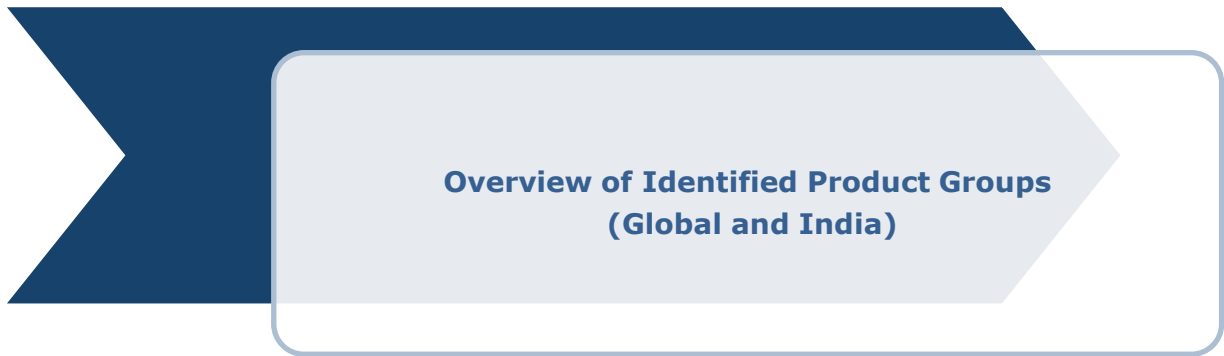 Overview of Identified Product Groups
(Global and India)